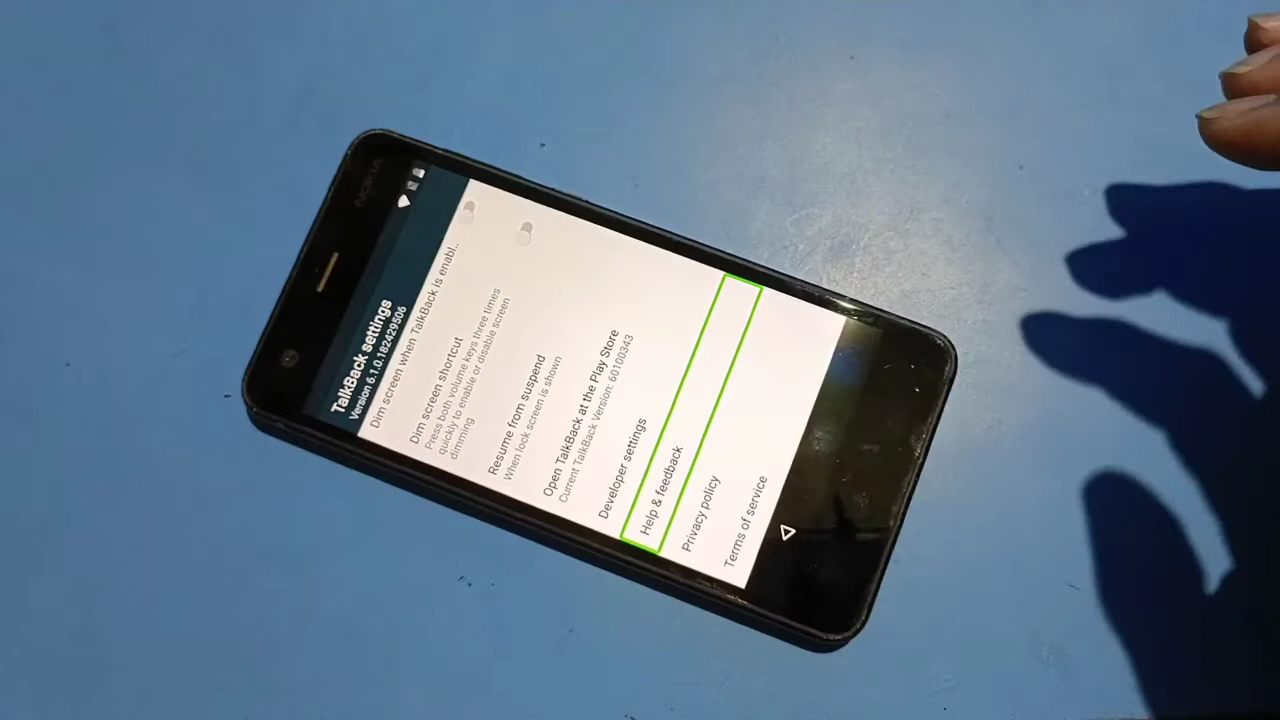 NOKIA
TalkBack settings
Version 6.1.0.182429506
Dim screen when TalkBack is enabl..
Dim screen shortcut
Press both volume keys three times
quickly to enable or disable screen
dimming
Resume from suspend
When lock screen is shown
Open TalkBack at the Play Store
Current TalkBack Version: 60100343
Developer settings
Help & feedback
Privacy policy
Terms of service